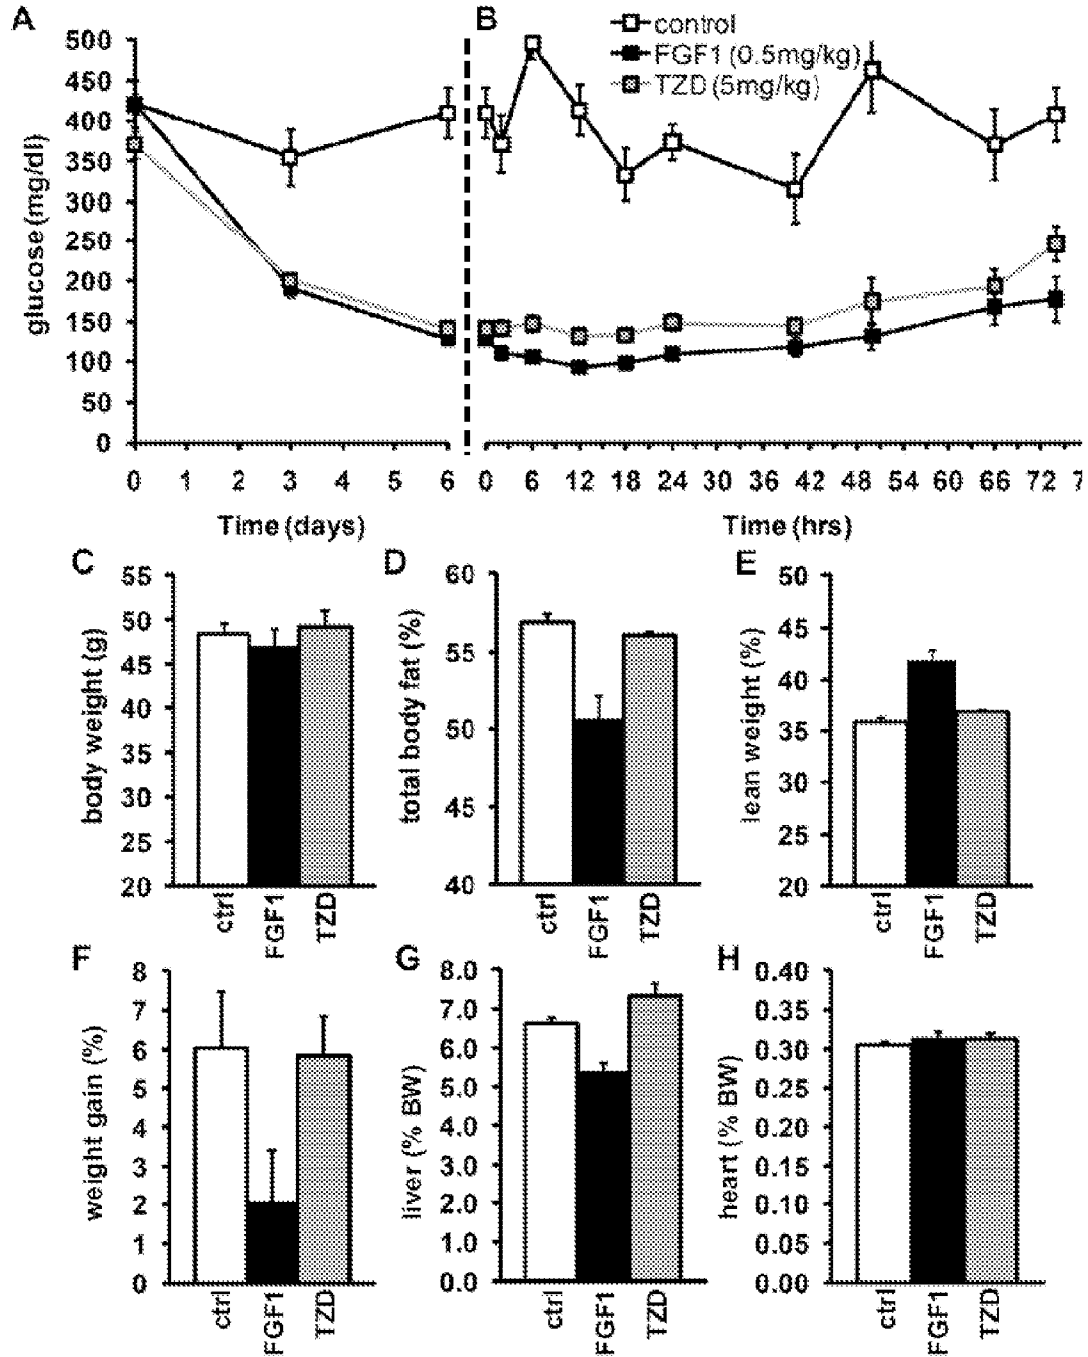 A
B
control
FGF1 (0.5mg/kg)
TZD (5mg/kg)
glucose (mg/dl)
500
450
400
350
300
250
200
150
100
50
0
0 1 2 3 4 5 6
0 6 12 18 24 30 36 42 48 54 60 66 72 7
Time (days)
Time (hrs)
C
body weight (g)
55
50
45
40
35
30
25
20
ctrl
FGF1
TZD
D
total body fat (%)
60
55
50
45
40
ctrl
FGF1
TZD
E
lean weight (%)
50
45
40
35
30
25
20
ctrl
FGF1
TZD
F
weight gain (%)
8
7
6
5
4
3
2
1
0
ctrl
FGF1
TZD
G
liver (% BW)
8.0
7.0
6.0
5.0
4.0
3.0
2.0
1.0
0.0
ctrl
FGF1
TZD
H
heart (% BW)
0.40
0.35
0.30
0.25
0.20
0.15
0.10
0.05
0.00
ctrl
FGF1
TZD